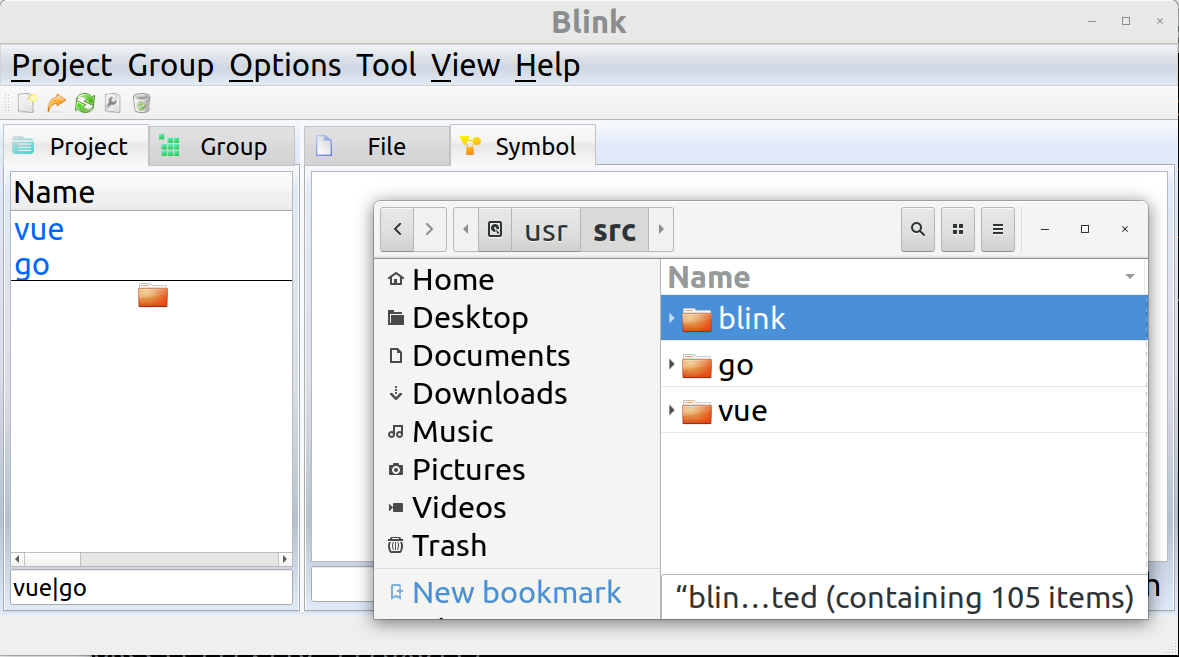 Blink
Project Group Options Tool View Help
Project Group File Symbol
Name
vue
go
vue|go
usr src
Home
Desktop
Documents
Downloads
Music
Pictures
Videos
Trash
New bookmark
Name
blink
go
vue
“blin…ted (containing 105 items)